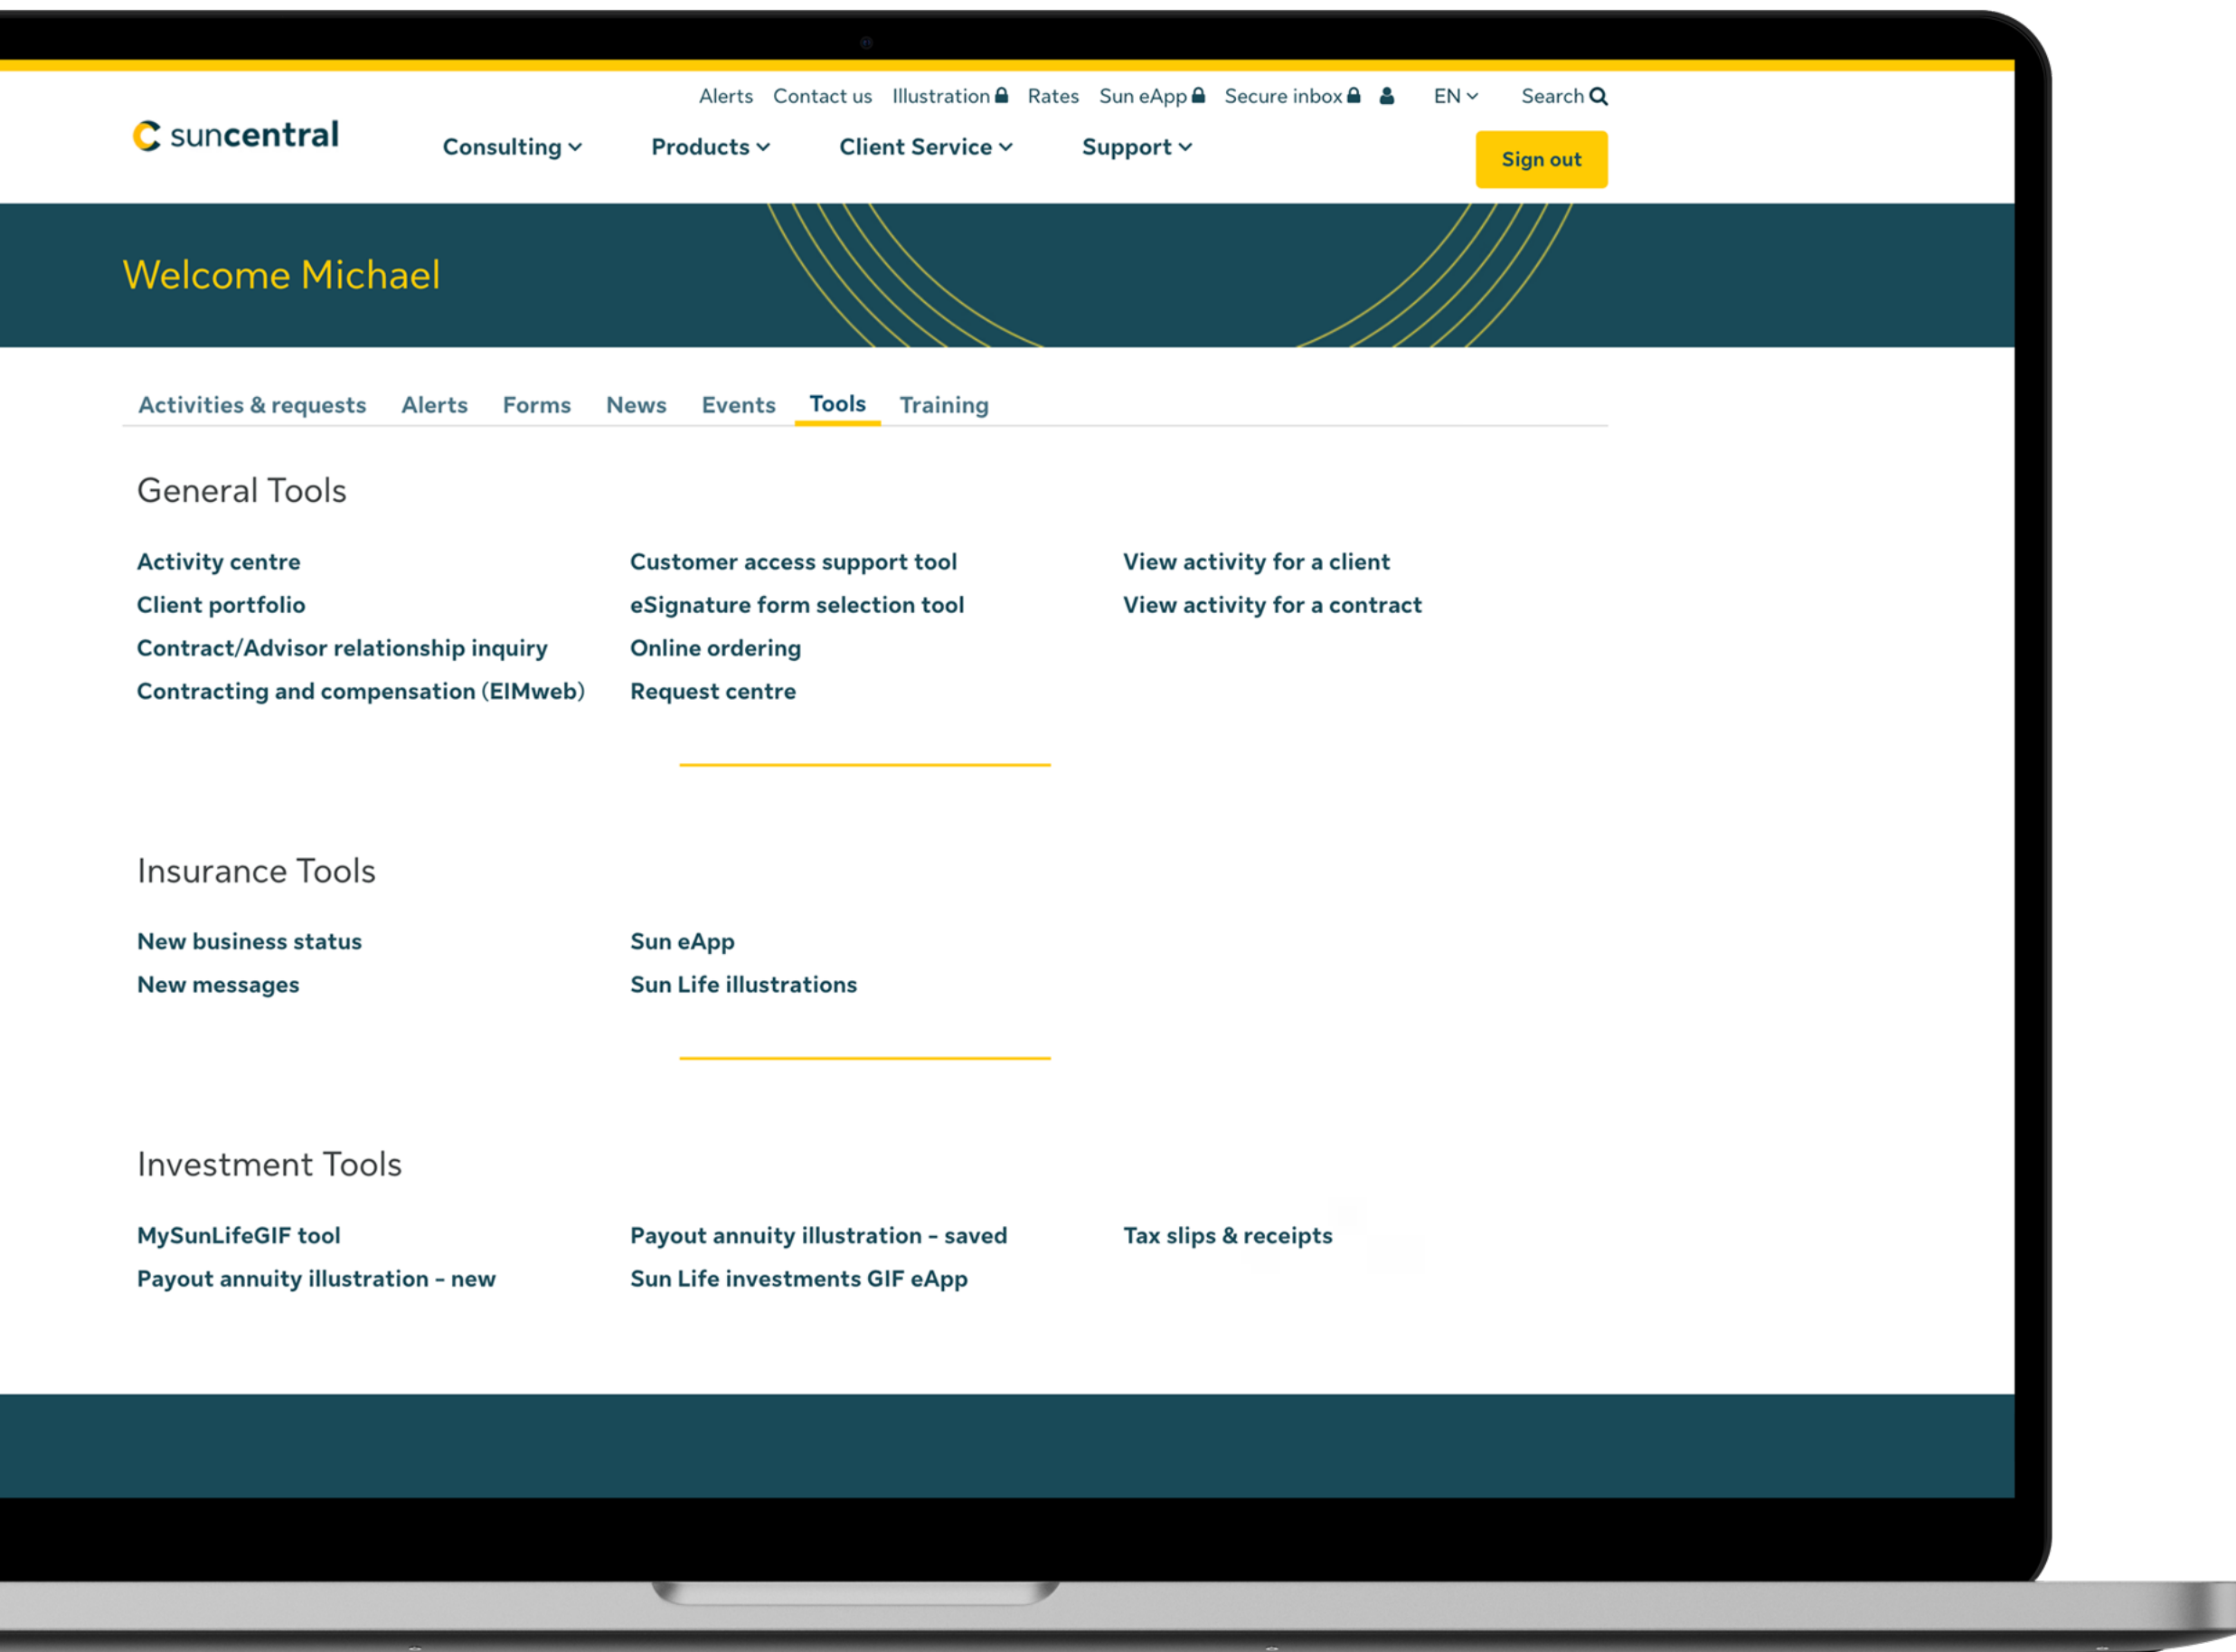 Alerts Contact us Illustration Rates Sun eApp Secure inbox EN Search
suncentral Consulting Products Client Service Support Sign out
Welcome Michael
Activities & requests Alerts Forms News Events Tools Training
General Tools
Activity centre Customer access support tool View activity for a client
Client portfolio eSignature form selection tool View activity for a contract
Contract/Advisor relationship inquiry Online ordering
Contracting and compensation (EIMweb) Request centre
Insurance Tools
New business status Sun eApp
New messages Sun Life illustrations
Investment Tools
MySunLifeGIF tool Payout annuity illustration – saved Tax slips & receipts
Payout annuity illustration – new Sun Life investments GIF eApp